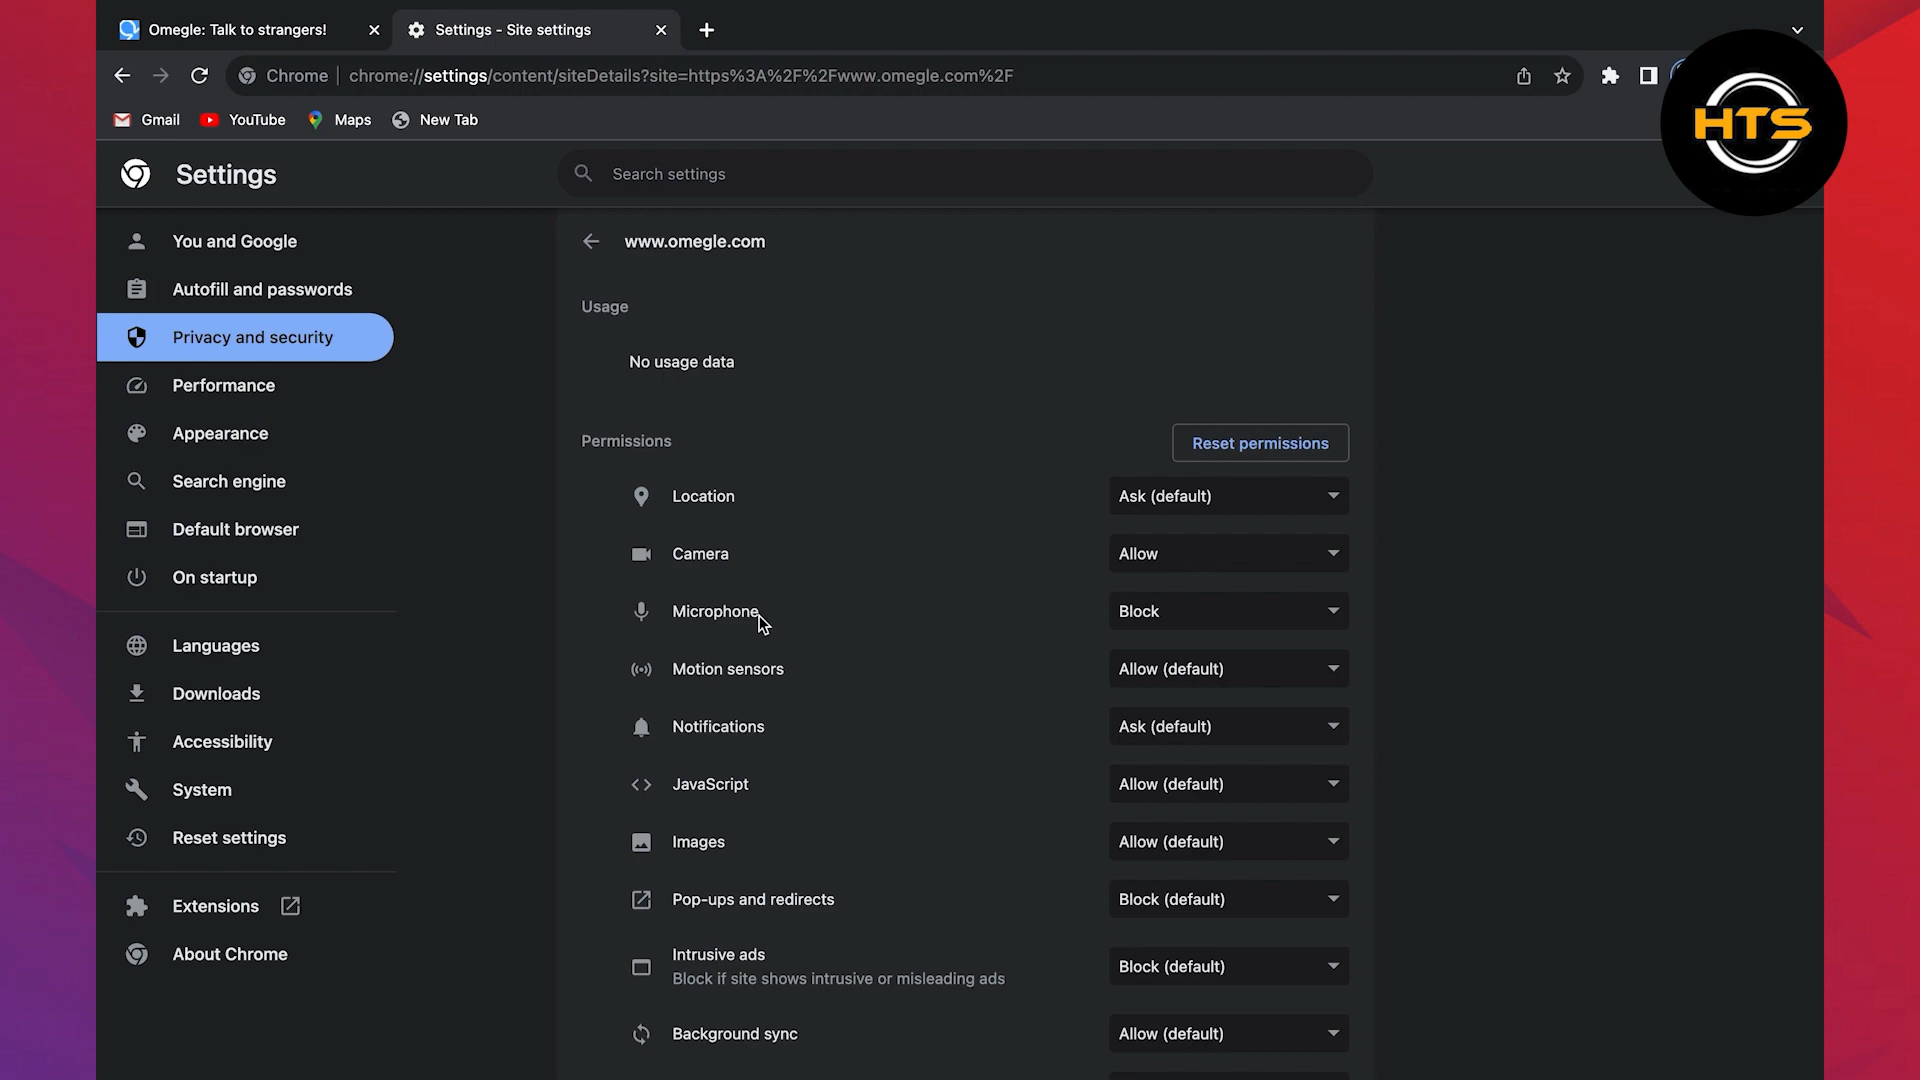 Omegle: Talk to strangers!
Settings - Site settings
Chrome
chrome://settings/content/siteDetails?site=https%3A%2F%2Fwww.omegle.com%2F
Gmail
YouTube
Maps
New Tab
HTS
Settings
Search settings
You and Google
Autofill and passwords
Privacy and security
Performance
Appearance
Search engine
Default browser
On startup
Languages
Downloads
Accessibility
System
Reset settings
Extensions
About Chrome
www.omegle.com
Usage
No usage data
Permissions
Reset permissions
Location
Ask (default)
Camera
Allow
Microphone
Block
Motion sensors
Allow (default)
Notifications
Ask (default)
JavaScript
Allow (default)
Images
Allow (default)
Pop-ups and redirects
Block (default)
Intrusive ads
Block if site shows intrusive or misleading ads
Block (default)
Background sync
Allow (default)